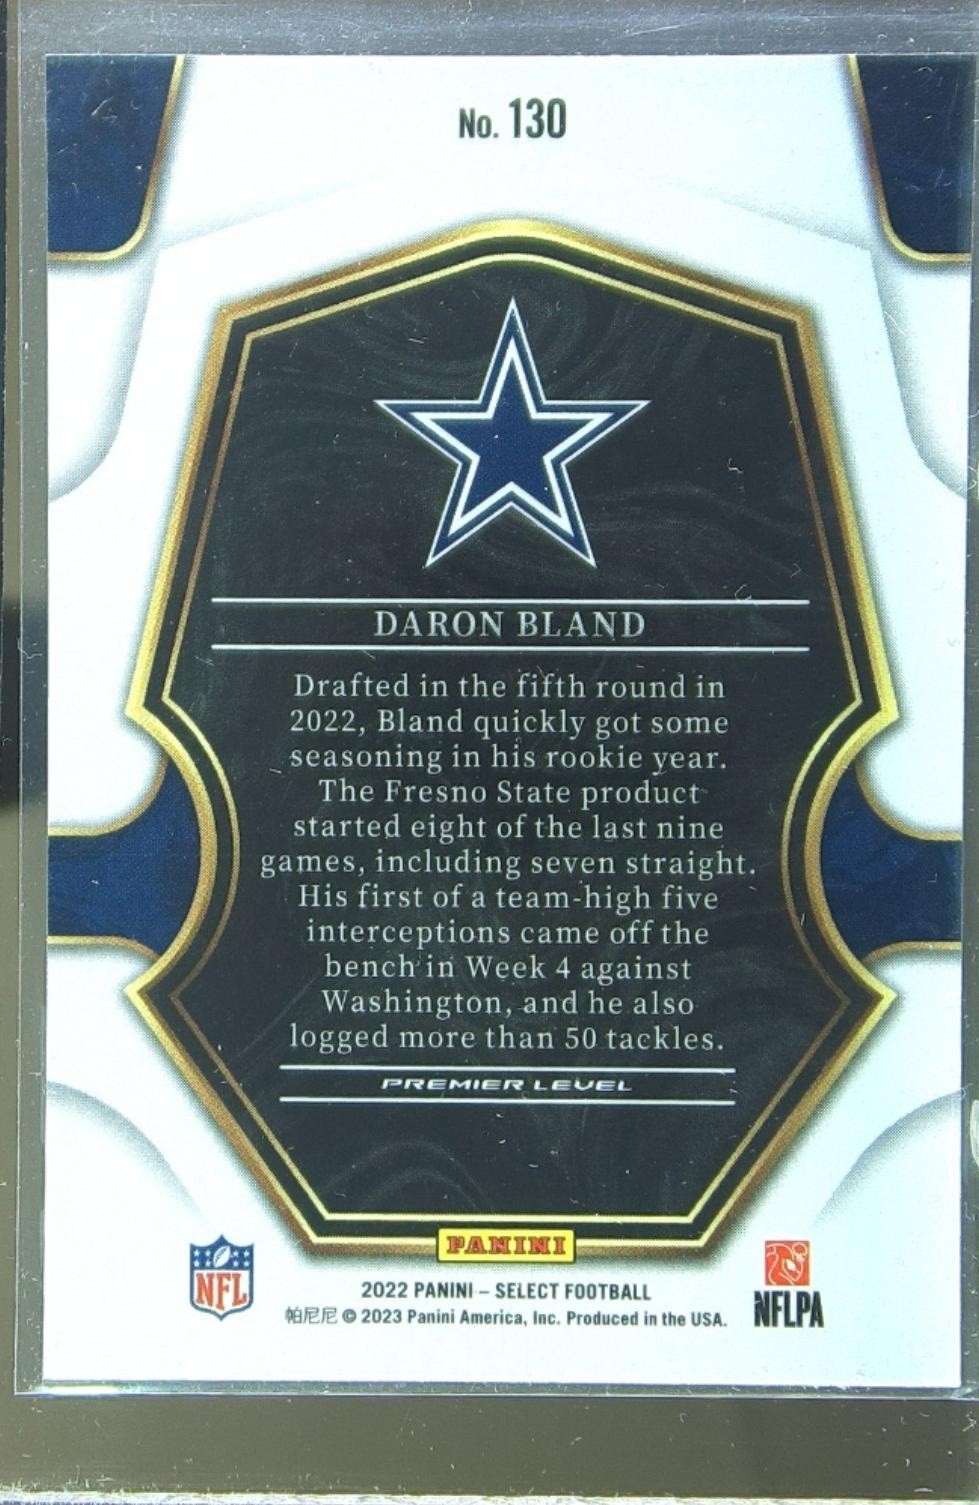 No. 130
DARON BLAND
Drafted in the fifth round in
2022, Bland quickly got some
seasoning in his rookie year.
The Fresno State product
started eight of the last nine
games, including seven straight.
His first of a team-high five
interceptions came off the
bench in Week 4 against
Washington, and he also
logged more than 50 tackles.
PREMIER LEVEL
PANINI
NFL
2022 PANINI – SELECT FOOTBALL
帕尼尼 © 2023 Panini America, Inc. Produced in the USA.
NFLPA